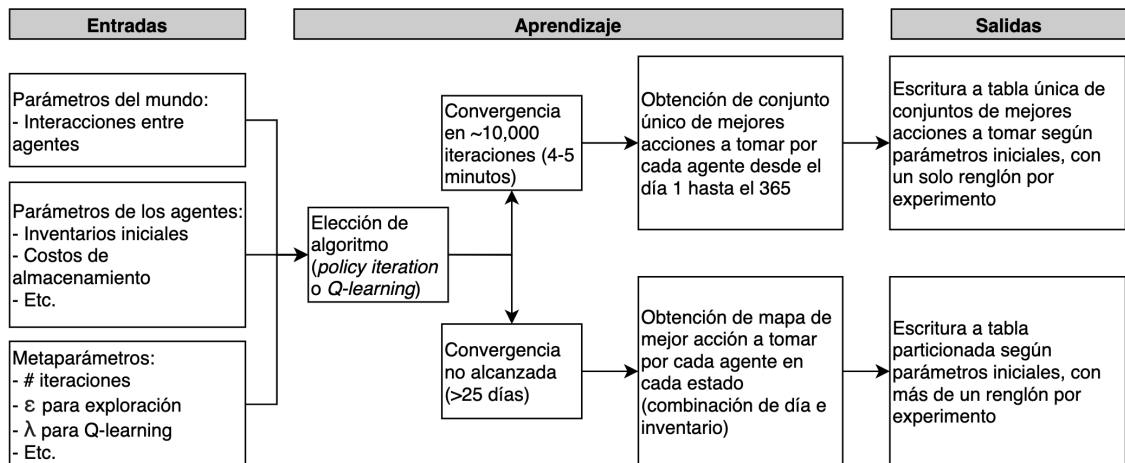 Entradas
Aprendizaje
Salidas
Parámetros del mundo:
- Interacciones entre
agentes
Parámetros de los agentes:
- Inventarios iniciales
- Costos de
almacenamiento
- Etc.
Metaparámetros:
- # iteraciones
- ε para exploración
- λ para Q-learning
- Etc.
Elección de
algoritmo
(policy iteration
o Q-learning)
Convergencia
en ~10,000
iteraciones (4-5
minutos)
Convergencia
no alcanzada
(>25 días)
Obtención de conjunto
único de mejores
acciones a tomar por
cada agente desde el
día 1 hasta el 365
Obtención de mapa de
mejor acción a tomar
por cada agente en
cada estado
(combinación de día e
inventario)
Escritura a tabla única de
conjuntos de mejores
acciones a tomar según
parámetros iniciales, con
un solo renglón por
experimento
Escritura a tabla
particionada según
parámetros iniciales, con
más de un renglón por
experimento